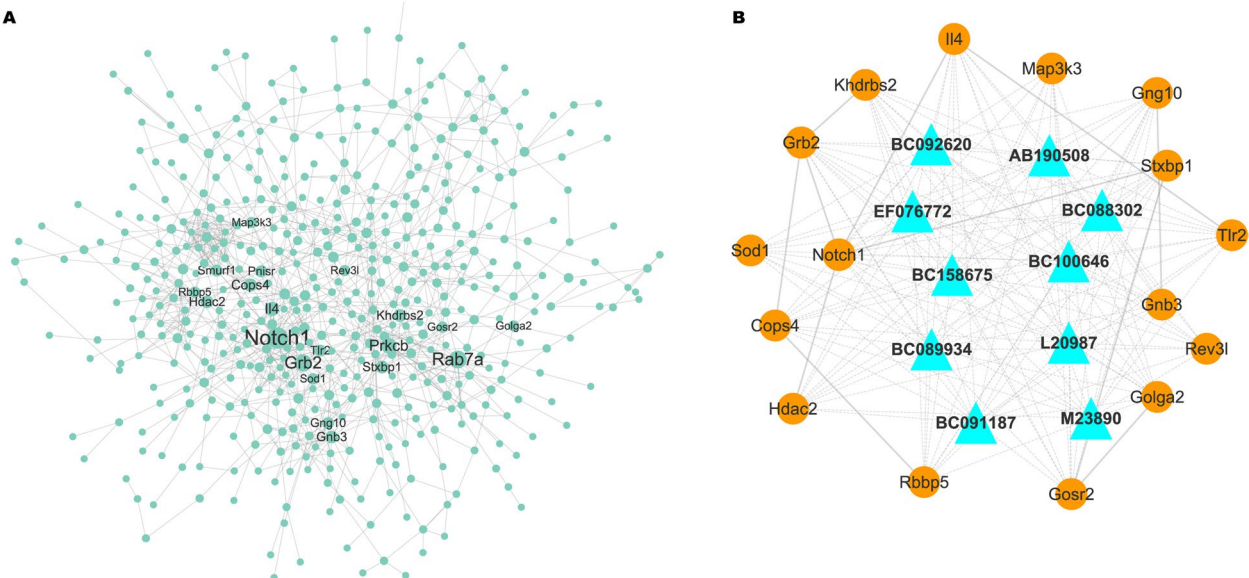 A
Map3k3
Smurf1
Pnisr
Rev3l
Cops4
Rbbp5
Hdac2
Il4
Khdrbs2
Gosr2
Golga2
Notch1
Prkcb
Tlr2
Rab7a
Grb2
Stxbp1
Sod1
Gng10
Gnb3
B
Il4
Map3k3
Khdrbs2
Gng10
Grb2
BC092620
AB190508
Stxbp1
EF076772
BC088302
Tlr2
Sod1
Notch1
BC158675
BC100646
Gnb3
Cops4
BC089934
L20987
Rev3l
Hdac2
Golga2
BC091187
M23890
Rbbp5
Gosr2